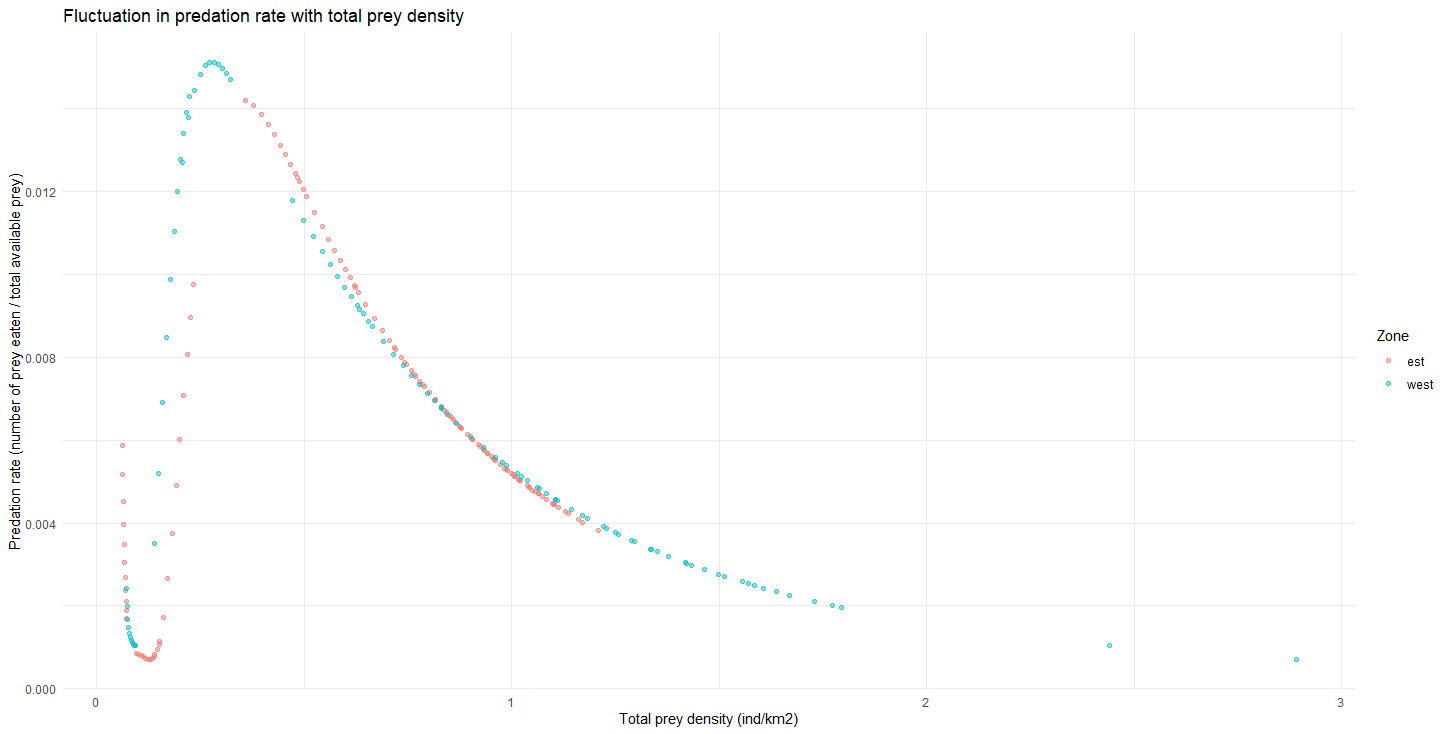 Fluctuation in predation rate with total prey density
Predation rate (number of prey eaten / total available prey)
0.012
0.008
0.004
0.000
0
1
2
3
Total prey density (ind/km2)
Zone
est
west